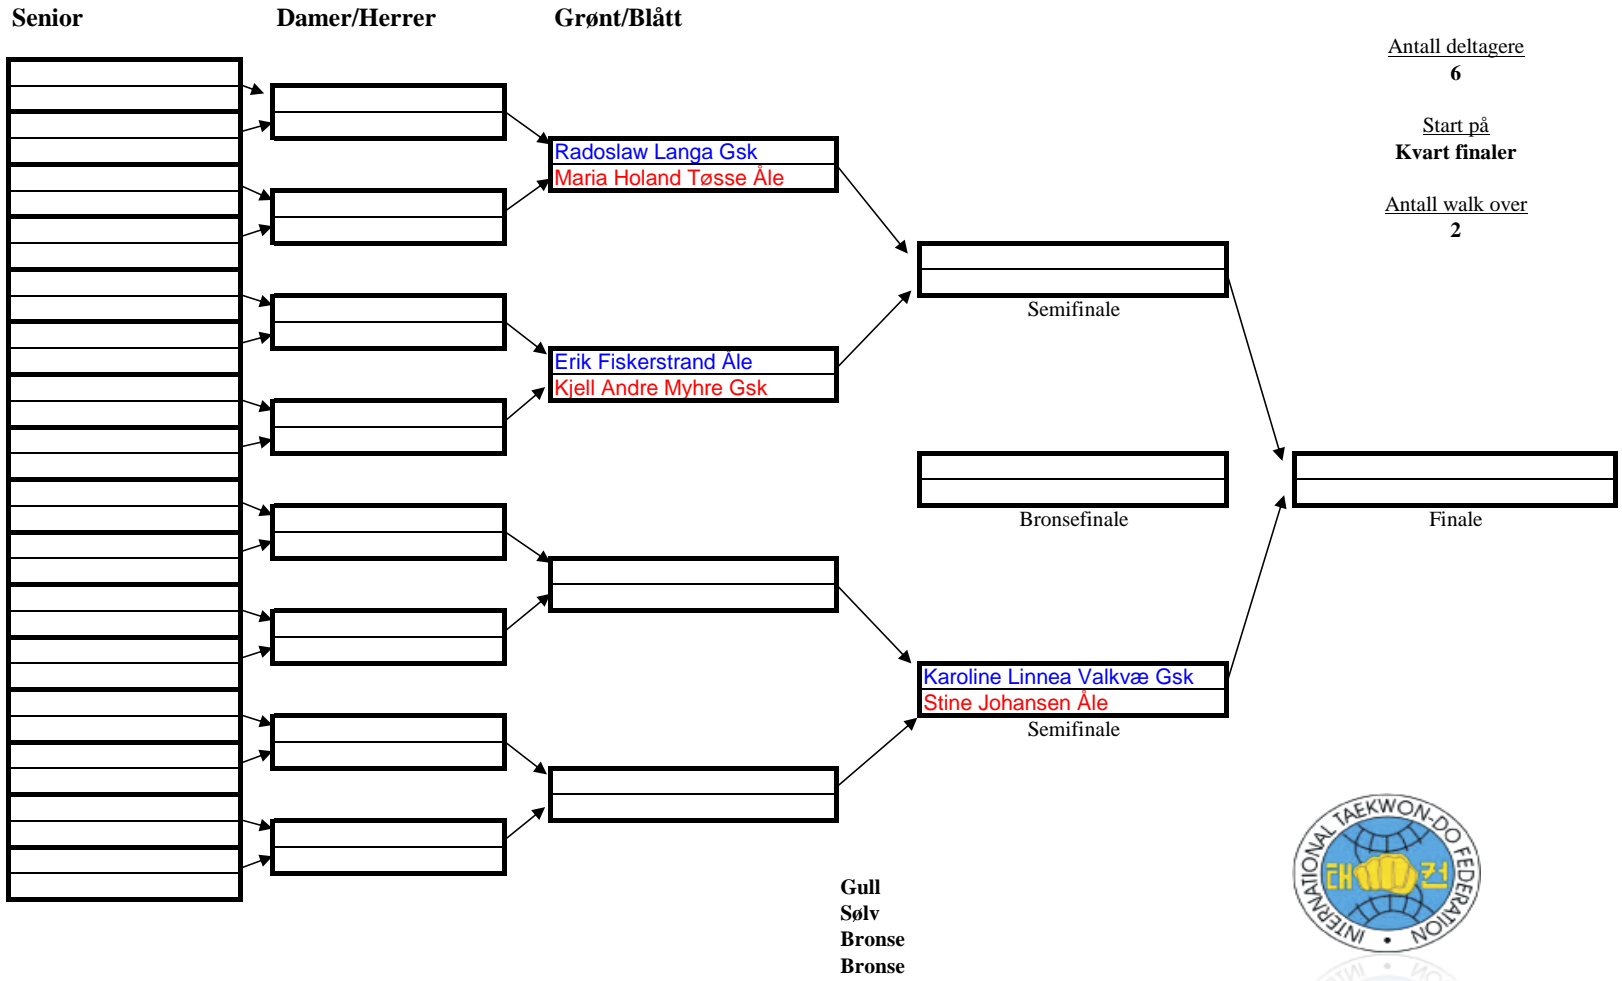 Senior
Damer/Herrer
Grønt/Blått
Antall deltagere
6
Start på
Kvart finaler
Antall walk over
2
Radoslaw Langa Gsk
Maria Holand Tøsse Åle
Semifinale
Erik Fiskerstrand Åle
Kjell Andre Myhre Gsk
Bronsefinale
Finale
Karoline Linnea Valkvæ Gsk
Stine Johansen Åle
Semifinale
Gull
Sølv
Bronse
Bronse
INTERNATIONAL TAEKWON-DO FEDERATION
태 권